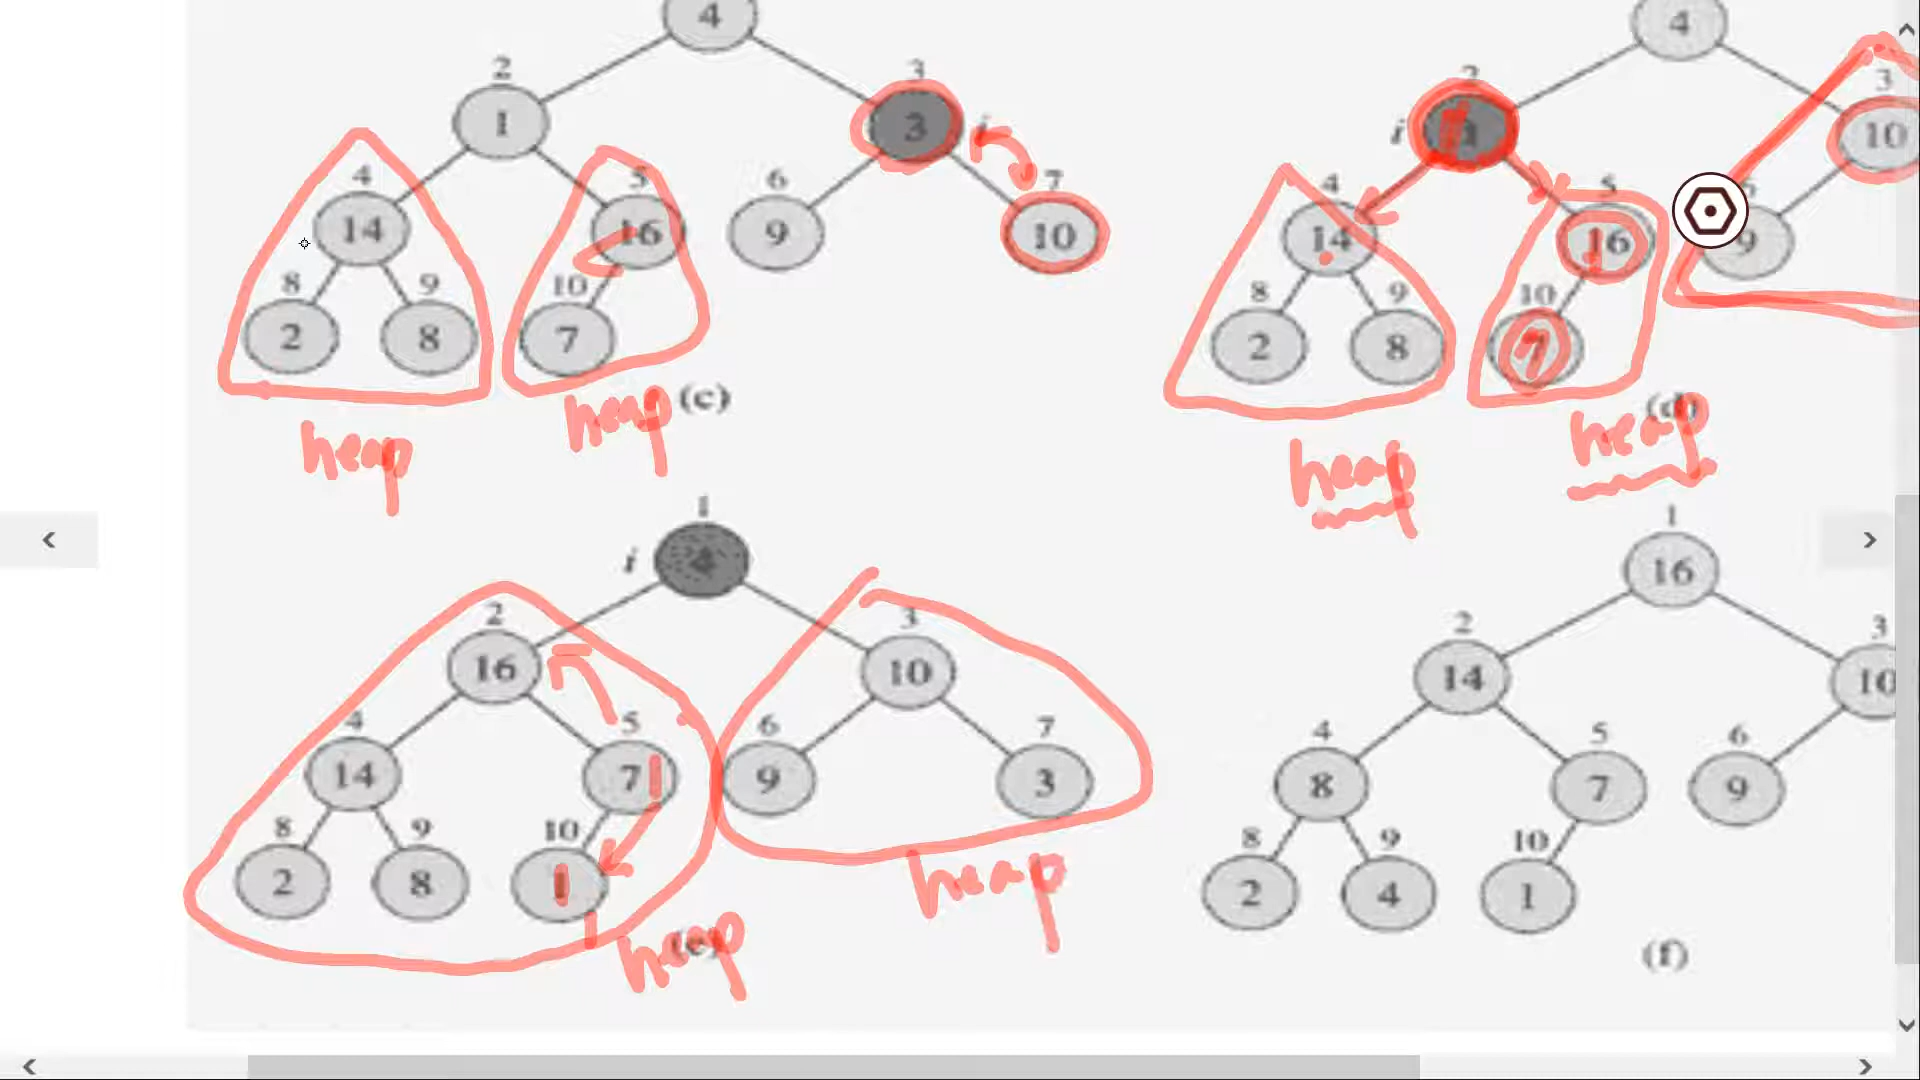 4 4
2 3 2 3
1 3 i i 1 10
4 5 6 7 4 5 6
14 16 9 10 14 16 9
8 9 10 8 9 10
2 8 7 2 8 7
(c) (d)
heap heap heap heap
1 1
i 4 16
2 3 2 3
16 10 14 10
4 5 6 7 4 5 6
14 7 9 3 8 7 9
8 9 10 8 9 10
2 8 1 2 4 1
heap heap
(e) (f)